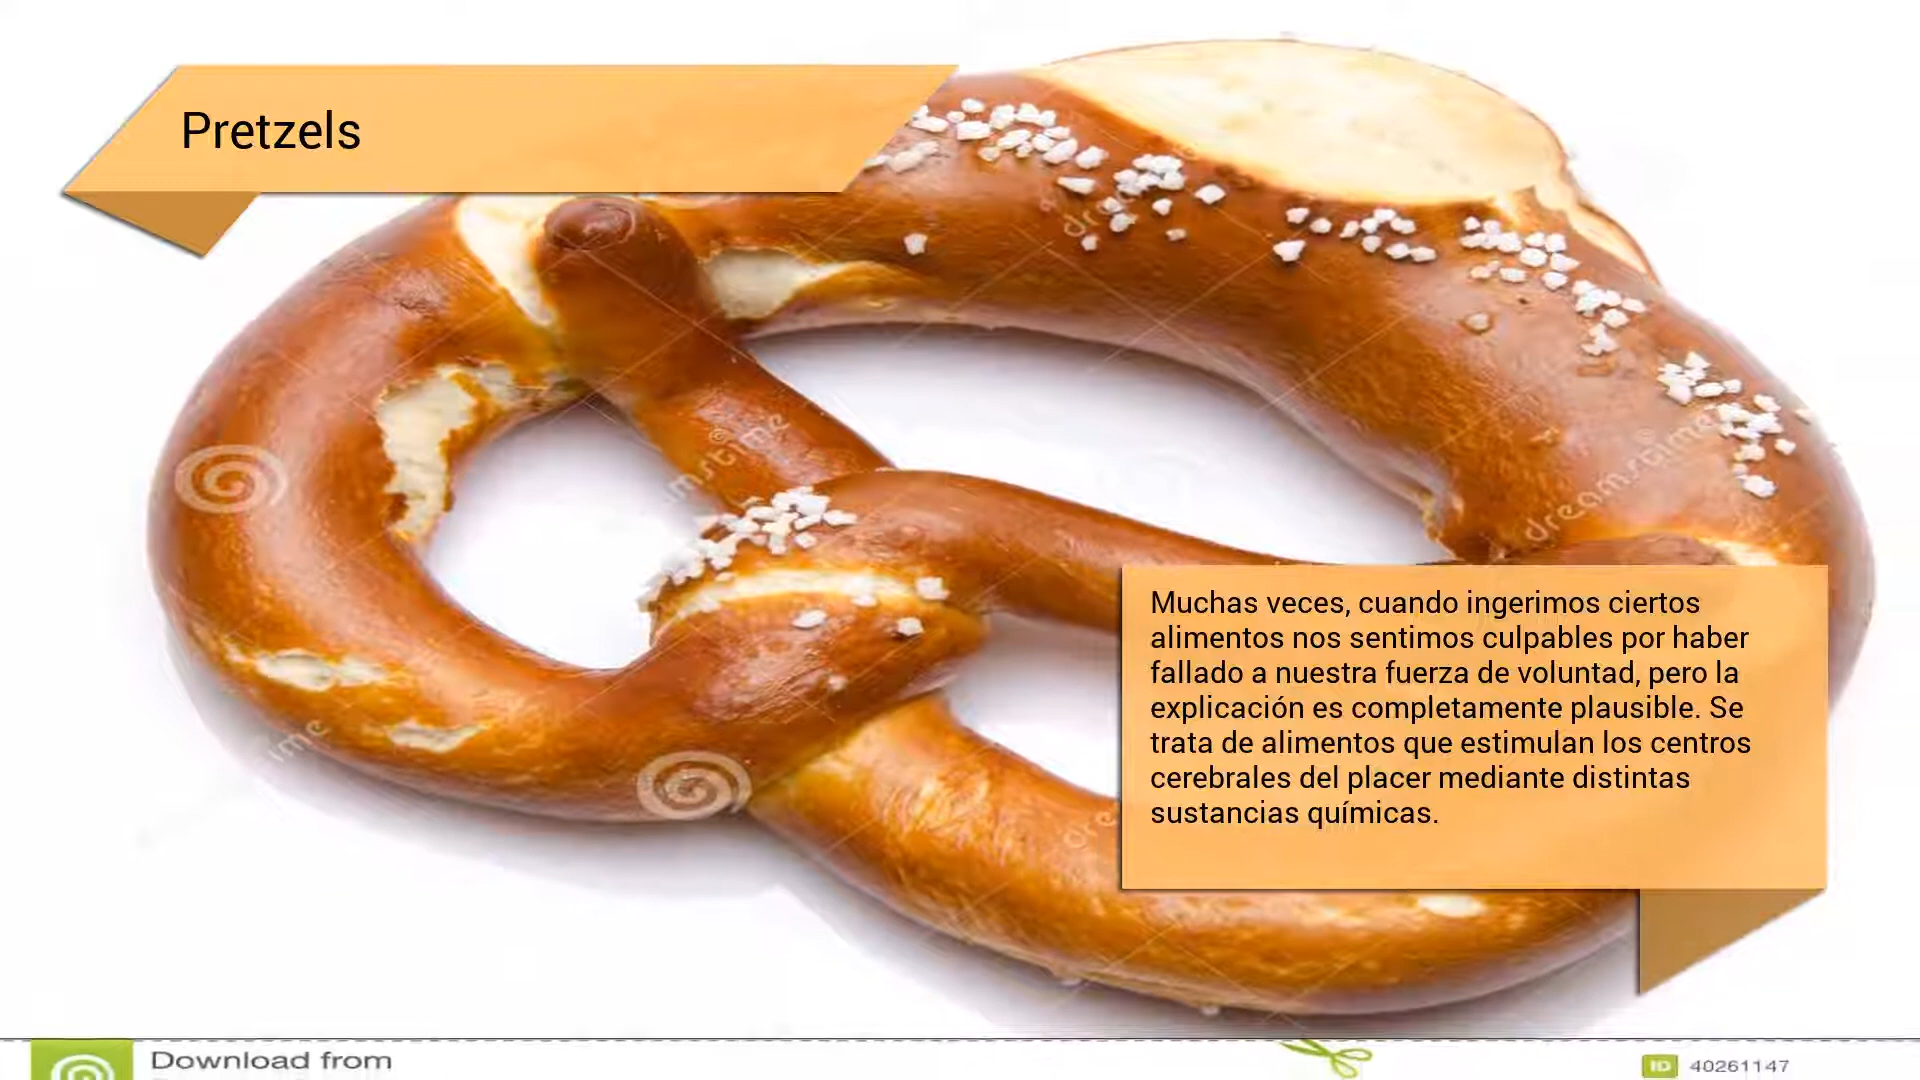 Pretzels
dreamstime
Muchas veces, cuando ingerimos ciertos
alimentos nos sentimos culpables por haber
fallado a nuestra fuerza de voluntad, pero la
explicación es completamente plausible. Se
trata de alimentos que estimulan los centros
cerebrales del placer mediante distintas
sustancias químicas.
Download from
ID 40261147